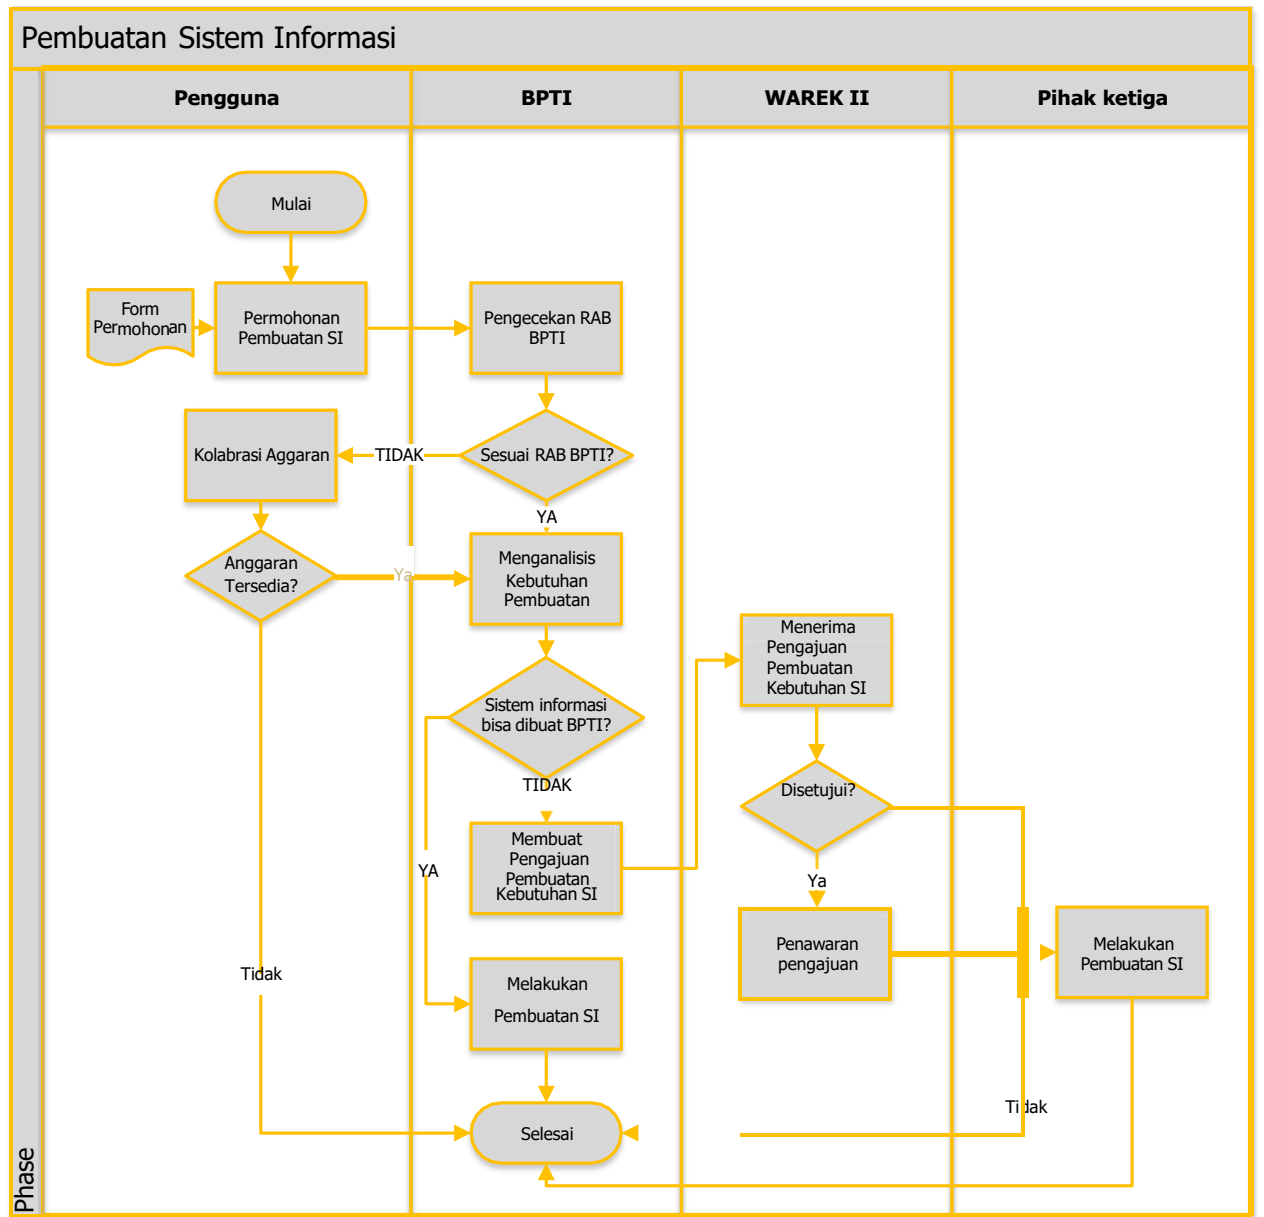 Pembuatan Sistem Informasi
Pengguna
BPTI
WAREK II
Pihak ketiga
Mulai
Form
Permohonan
Permohonan
Pembuatan SI
Pengecekan RAB
BPTI
Kolabrasi Aggaran
TIDAK
Sesuai RAB BPTI?
YA
Anggaran
Tersedia?
Ya
Menganalisis
Kebutuhan
Pembuatan
Menerima
Pengajuan
Pembuatan
Kebutuhan SI
Sistem informasi
bisa dibuat BPTI?
TIDAK
Disetujui?
Membuat
Pengajuan
Pembuatan
Kebutuhan SI
YA
Ya
Penawaran
pengajuan
Melakukan
Pembuatan SI
Tidak
Melakukan
Pembuatan SI
Tidak
Selesai
Phase